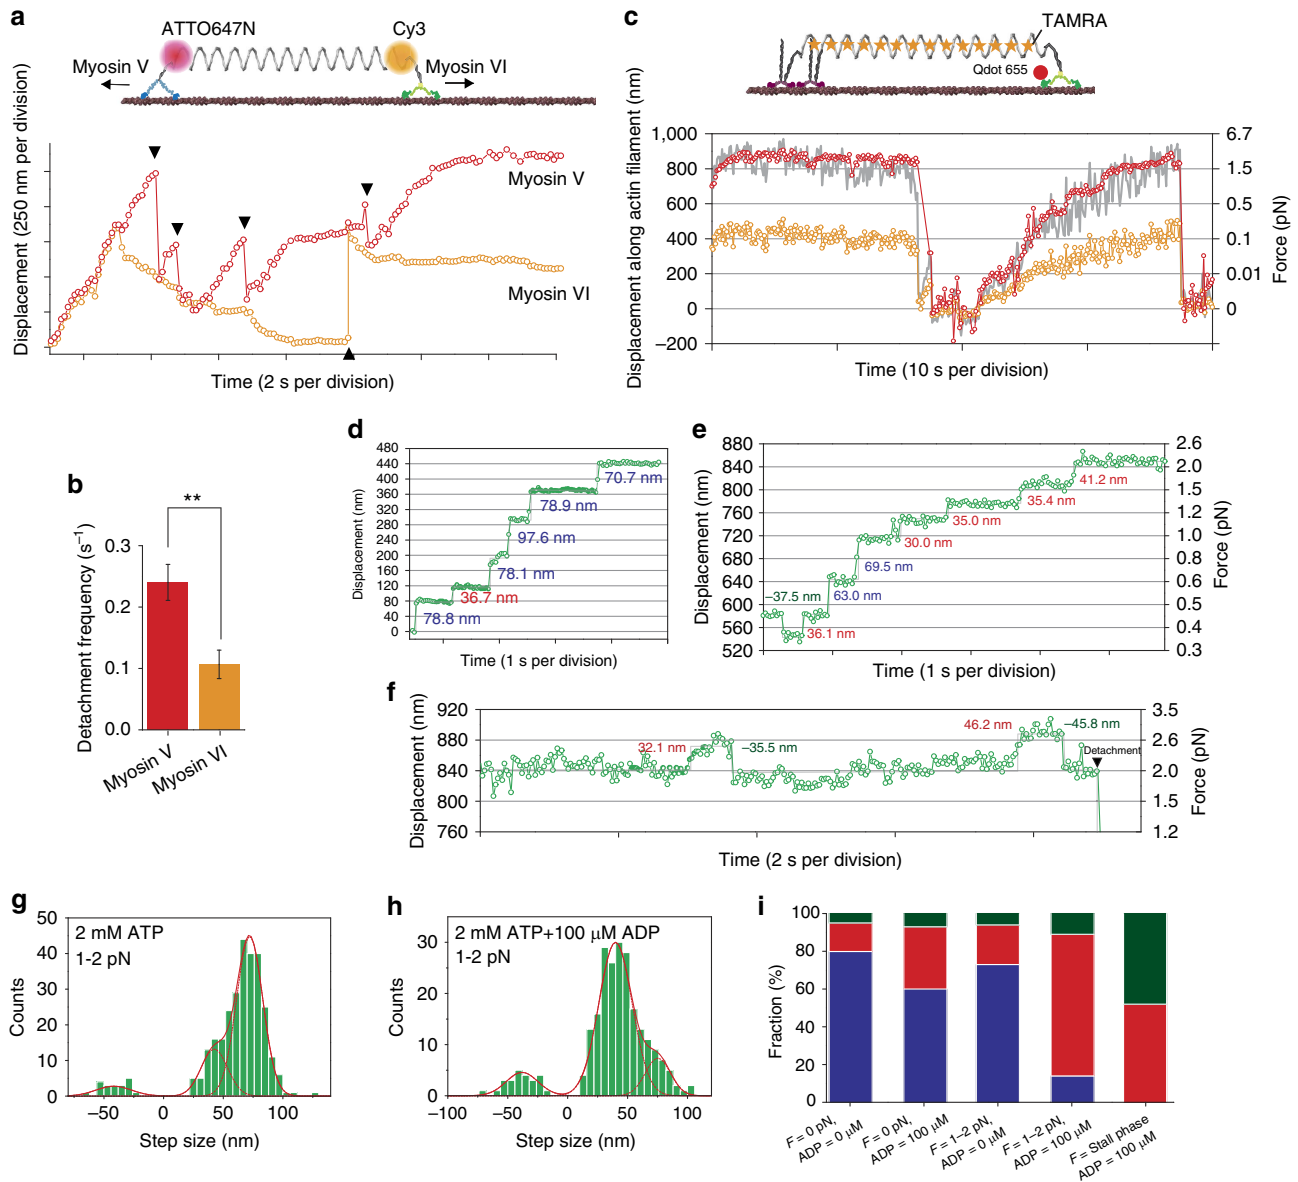 a
ATTO647N
Cy3
Myosin V
Myosin VI
Displacement (250 nm per division)
Myosin V
Myosin VI
Time (2 s per division)
c
TAMRA
Qdot 655
Displacement along actin filament (nm)
1,000
800
600
400
200
0
−200
6.7
1.5
0.5
0.1
0.01
0
Force (pN)
Time (10 s per division)
b
**
Detachment frequency (s⁻¹)
0.3
0.2
0.1
0.0
Myosin V
Myosin VI
d
Displacement (nm)
480
440
400
360
320
280
240
200
160
120
80
40
0
70.7 nm
78.9 nm
97.6 nm
78.1 nm
36.7 nm
78.8 nm
Time (1 s per division)
e
Displacement (nm)
880
840
800
760
720
680
640
600
560
520
2.6
2.0
1.5
1.2
1.0
0.8
0.6
0.5
0.4
0.3
Force (pN)
41.2 nm
35.4 nm
35.0 nm
30.0 nm
69.5 nm
−37.5 nm
63.0 nm
36.1 nm
Time (1 s per division)
f
Displacement (nm)
920
880
840
800
760
3.5
2.6
2.0
1.5
1.2
Force (pN)
32.1 nm
−35.5 nm
46.2 nm
−45.8 nm
Detachment
Time (2 s per division)
g
2 mM ATP
1-2 pN
Counts
50
40
30
20
10
0
−50
0
50
100
Step size (nm)
h
2 mM ATP+100 µM ADP
1-2 pN
Counts
30
20
10
0
−100
−50
0
50
100
Step size (nm)
i
Fraction (%)
100
80
60
40
20
0
F = 0 pN,
ADP = 0 µM
F = 0 pN,
ADP = 100 µM
F = 1–2 pN,
ADP = 0 µM
F = 1–2 pN,
ADP = 100 µM
F = Stall phase
ADP = 100 µM